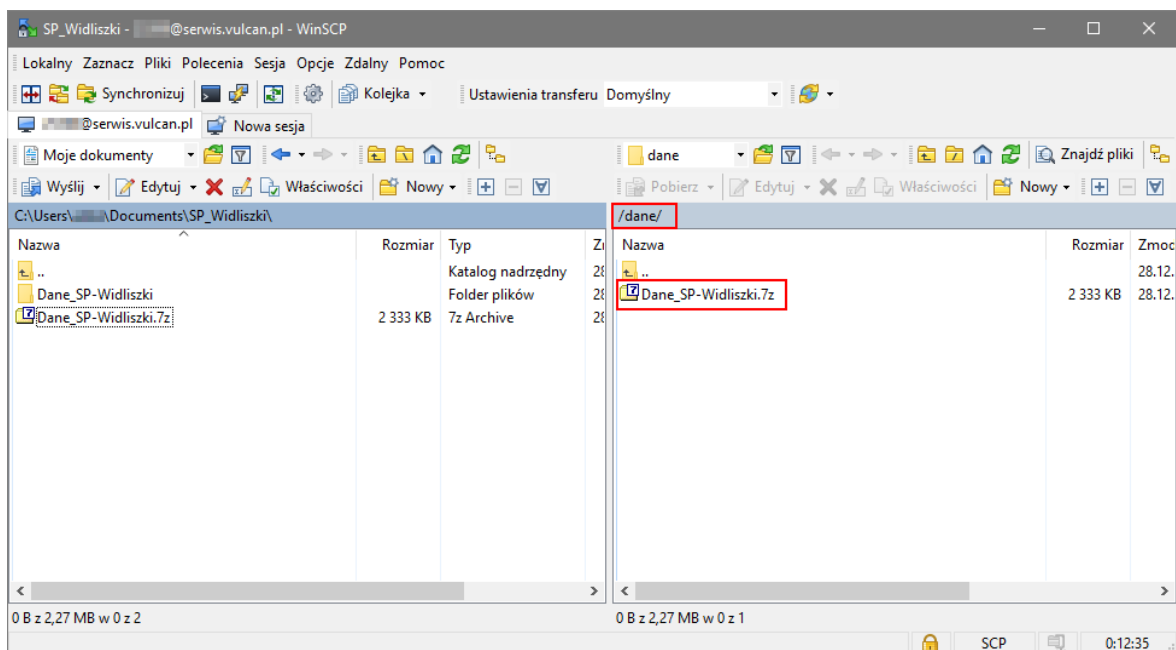 SP_Widliszki - @serwis.vulcan.pl - WinSCP
Lokalny Zaznacz Pliki Polecenia Sesja Opcje Zdalny Pomoc
Synchronizuj Kolejka Ustawienia transferu Domyślny
@serwis.vulcan.pl Nowa sesja
Moje dokumenty dane Znajdź pliki
Wyślij Edytuj Właściwości Nowy Pobierz Edytuj Właściwości Nowy
C:\Users\ \Documents\SP_Widliszki\ /dane/
Nazwa Rozmiar Typ Nazwa Rozmiar
.. Katalog nadrzędny 28 .. 28.12.
Dane_SP-Widliszki Folder plików 28 Dane_SP-Widliszki.7z 2 333 KB 28.12.
Dane_SP-Widliszki.7z 2 333 KB 7z Archive 28
0 B z 2,27 MB w 0 z 2 0 B z 2,27 MB w 0 z 1
SCP 0:12:35